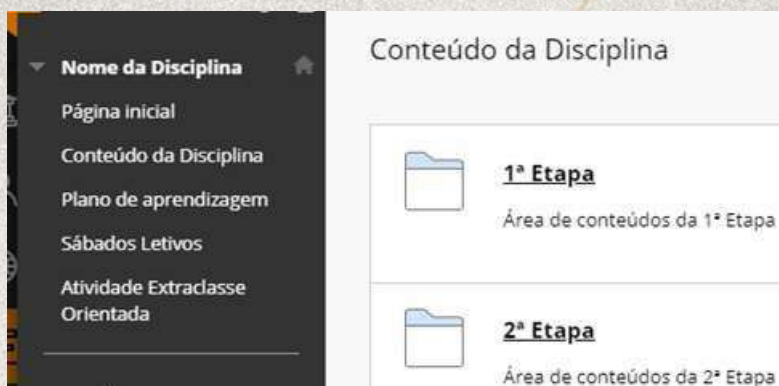 Nome da Disciplina
Página inicial
Conteúdo da Disciplina
Plano de aprendizagem
Sábados Letivos
Atividade Extraclasse
Orientada
Conteúdo da Disciplina
1ª Etapa
Área de conteúdos da 1ª Etapa
2ª Etapa
Área de conteúdos da 2ª Etapa